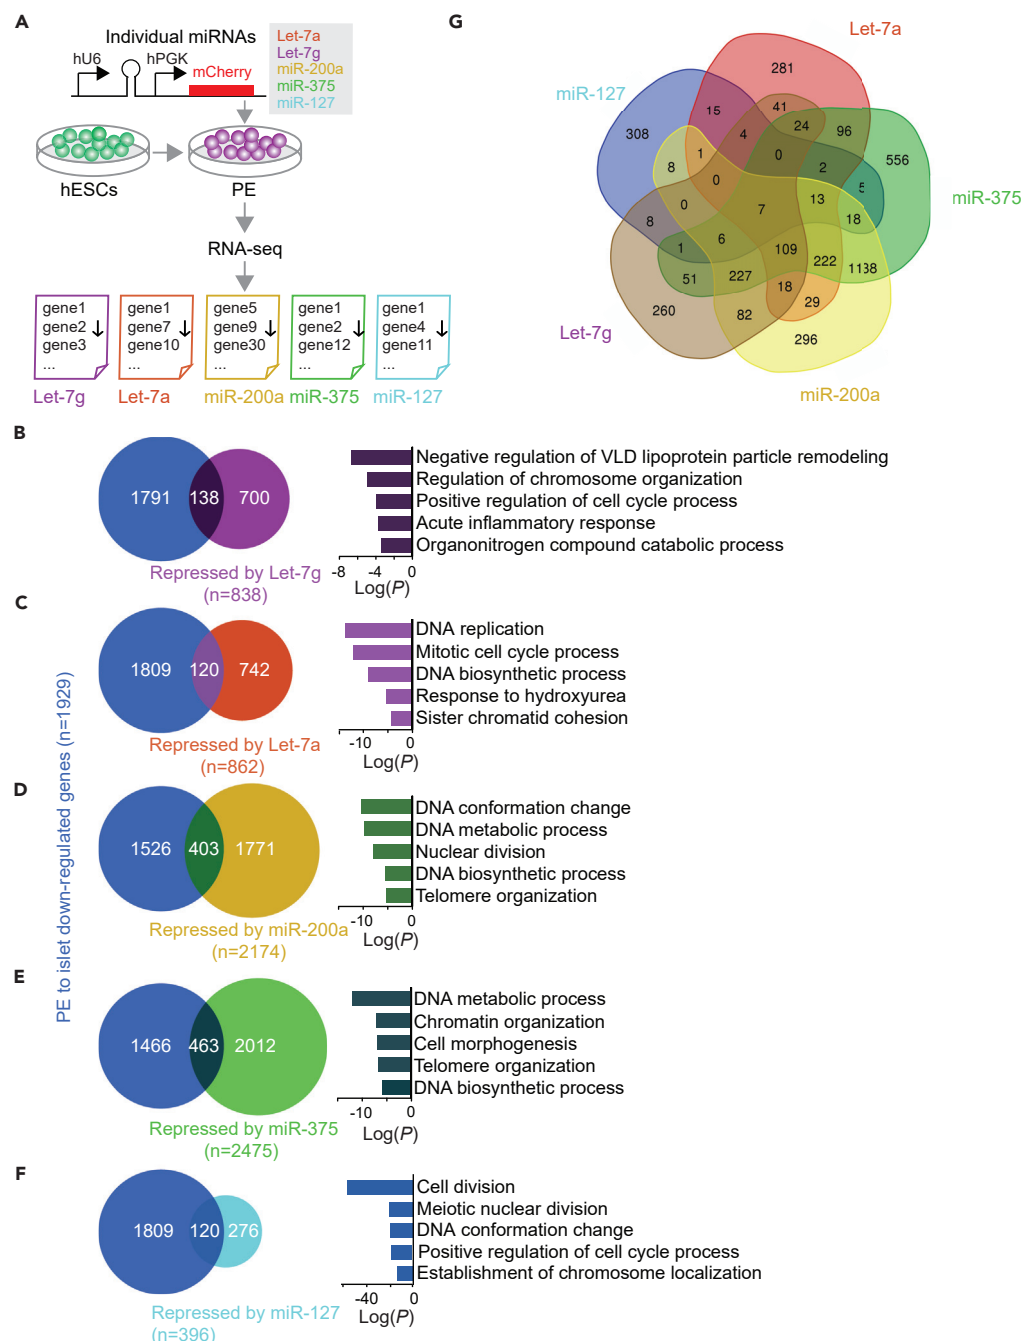 A
Individual miRNAs
hU6
hPGK
mCherry
Let-7a
Let-7g
miR-200a
miR-375
miR-127
hESCs
PE
RNA-seq
gene1
gene2
gene3
...
Let-7g
gene1
gene7
gene10
...
Let-7a
gene5
gene9
gene30
...
miR-200a
gene1
gene2
gene12
...
miR-375
gene1
gene4
gene11
...
miR-127
G
Let-7a
miR-127
miR-375
Let-7g
miR-200a
281
308
15
41
4
24
96
556
8
1
0
2
5
0
13
18
8
0
7
1
6
109
222
1138
51
227
18
29
260
82
296
B
1791
138
700
Repressed by Let-7g
(n=838)
Negative regulation of VLD lipoprotein particle remodeling
Regulation of chromosome organization
Positive regulation of cell cycle process
Acute inflammatory response
Organonitrogen compound catabolic process
-8 -4 0
Log(P)
PE to islet down-regulated genes (n=1929)
C
1809
120
742
Repressed by Let-7a
(n=862)
DNA replication
Mitotic cell cycle process
DNA biosynthetic process
Response to hydroxyurea
Sister chromatid cohesion
-10 0
Log(P)
D
1526
403
1771
Repressed by miR-200a
(n=2174)
DNA conformation change
DNA metabolic process
Nuclear division
DNA biosynthetic process
Telomere organization
-10 0
Log(P)
E
1466
463
2012
Repressed by miR-375
(n=2475)
DNA metabolic process
Chromatin organization
Cell morphogenesis
Telomere organization
DNA biosynthetic process
-10 0
Log(P)
F
1809
120
276
Repressed by miR-127
(n=396)
Cell division
Meiotic nuclear division
DNA conformation change
Positive regulation of cell cycle process
Establishment of chromosome localization
-40 0
Log(P)